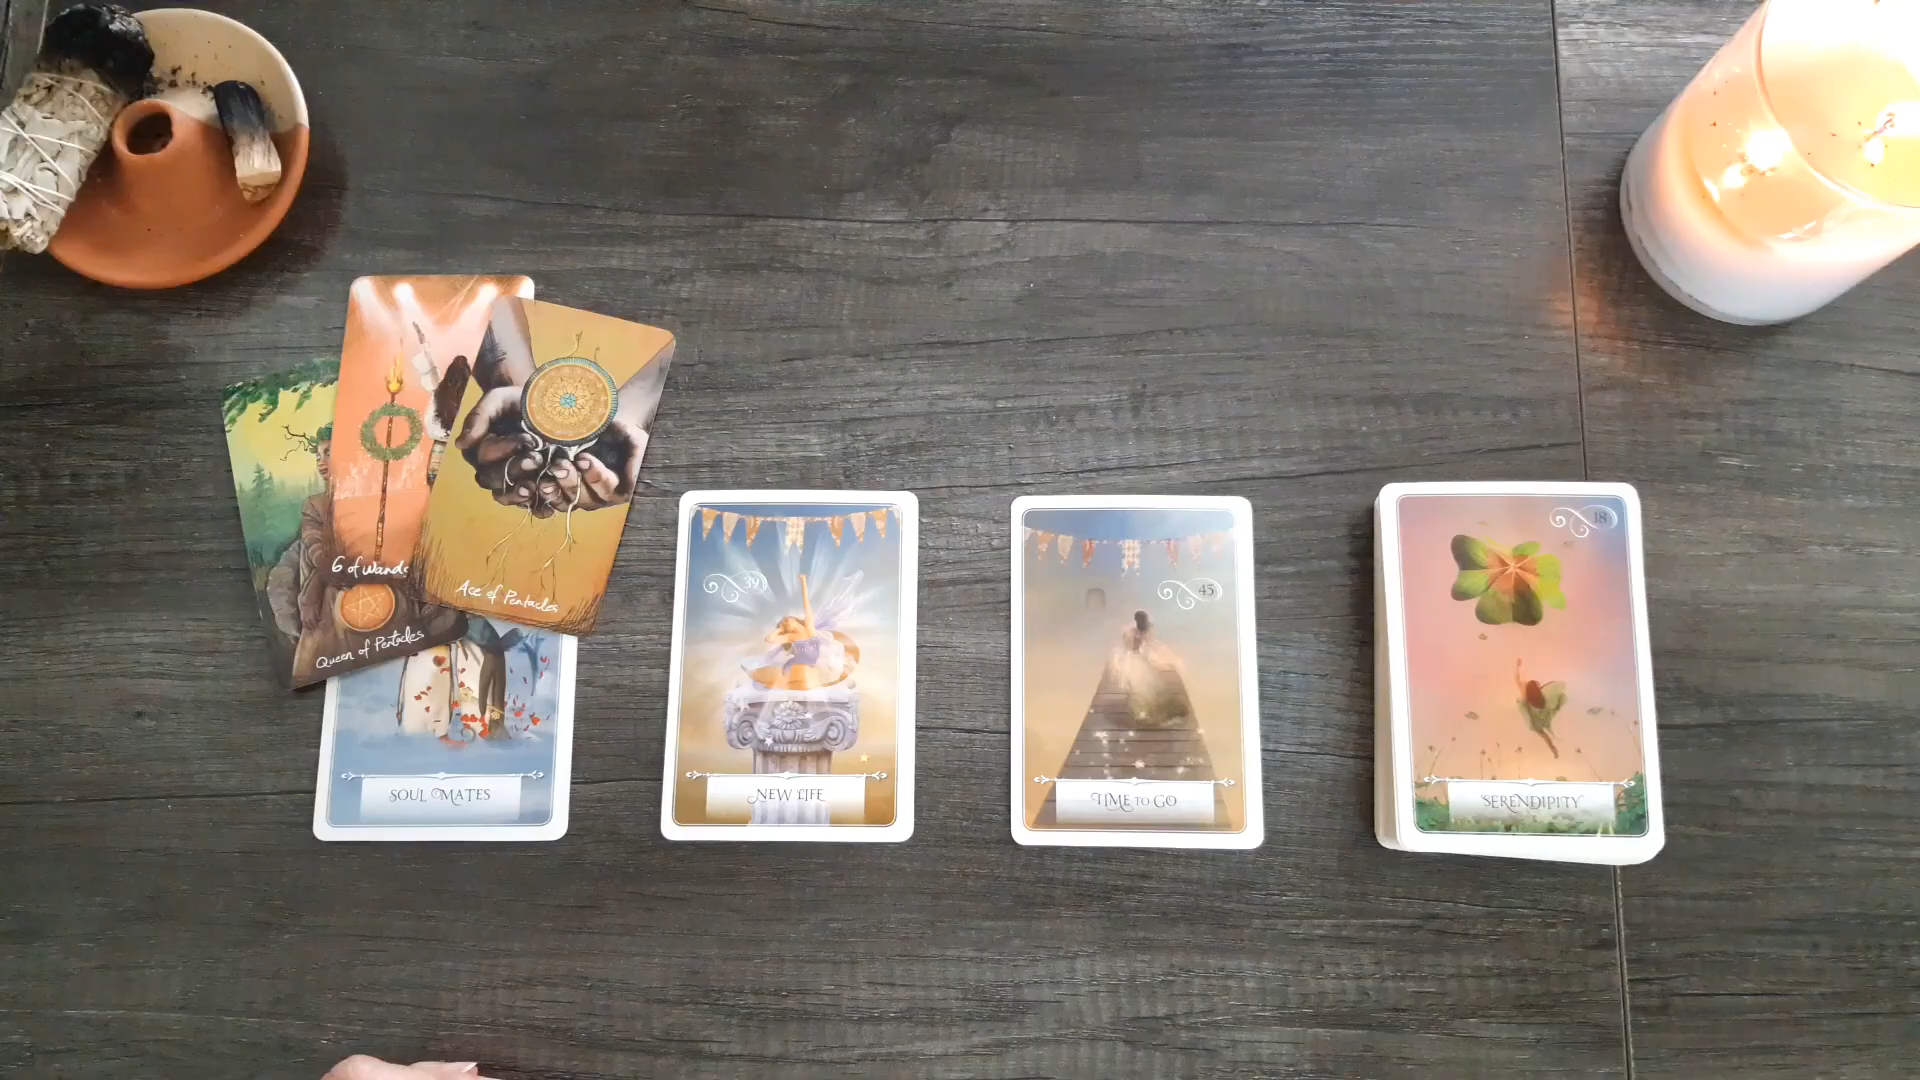 6 of Wands
Ace of Pentacles
Queen of Pentacles
SOUL MATES
39
NEW LIFE
45
TIME TO GO
18
SERENDIPITY